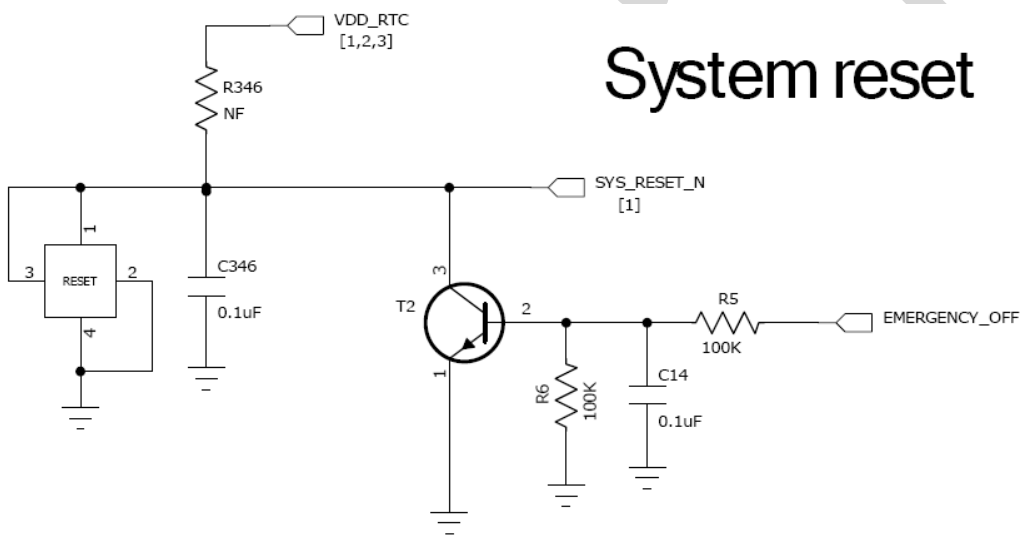 VDD_RTC
[1,2,3]
System reset
R346
NF
SYS_RESET_N
[1]
1
3
RESET
2
4
C346
0.1uF
3
T2
2
1
R5
100K
EMERGENCY_OFF
R6
100K
C14
0.1uF